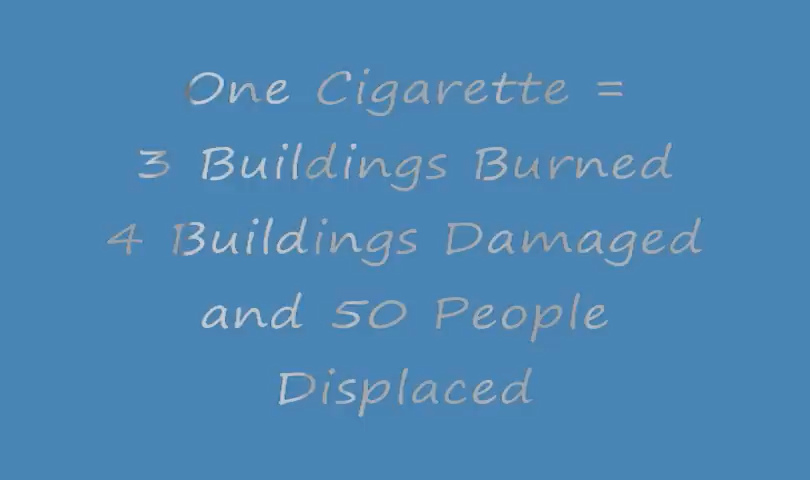 One Cigarette =
3 Buildings Burned
4 Buildings Damaged
and 50 People
Displaced